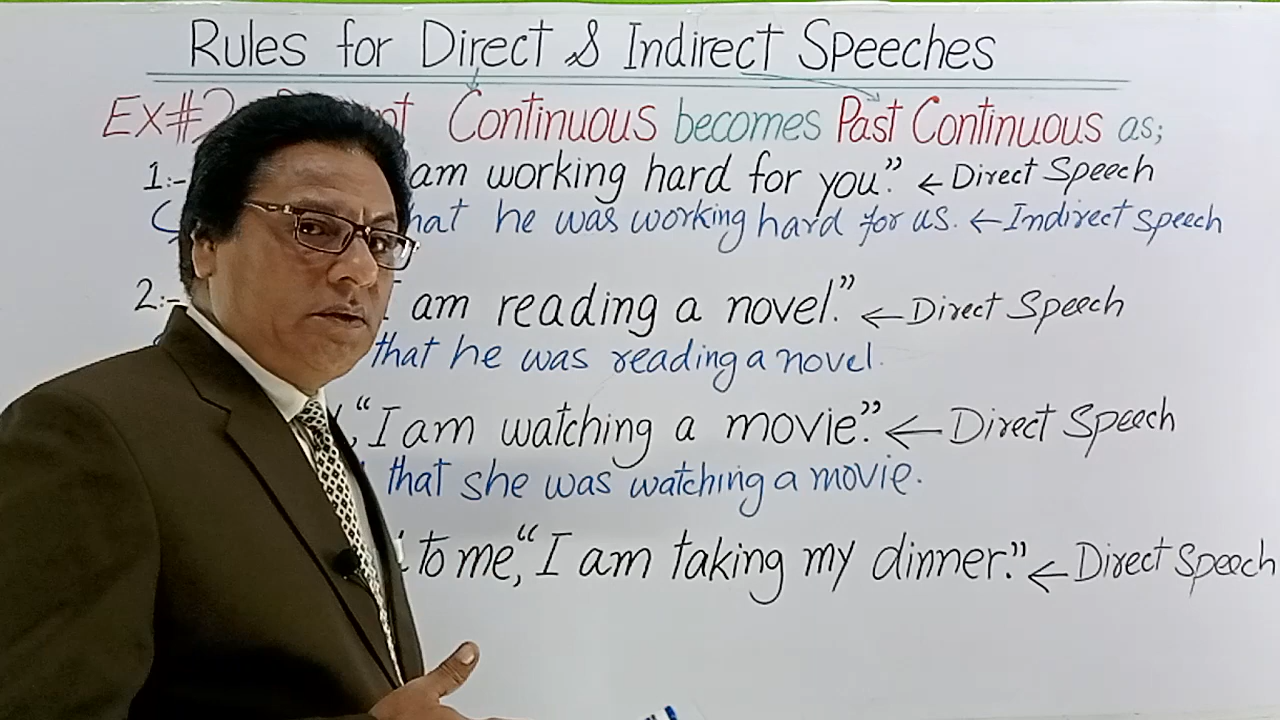 Rules for Direct & Indirect Speeches
Ex#2 Continuous becomes Past Continuous as;
1:- am working hard for you." ← Direct Speech
he was working hard for us. ← Indirect speech
2:- am reading a novel." ← Direct Speech
that he was reading a novel.
"I am watching a movie." ← Direct Speech
that she was watching a movie.
to me, "I am taking my dinner." ← Direct Speech